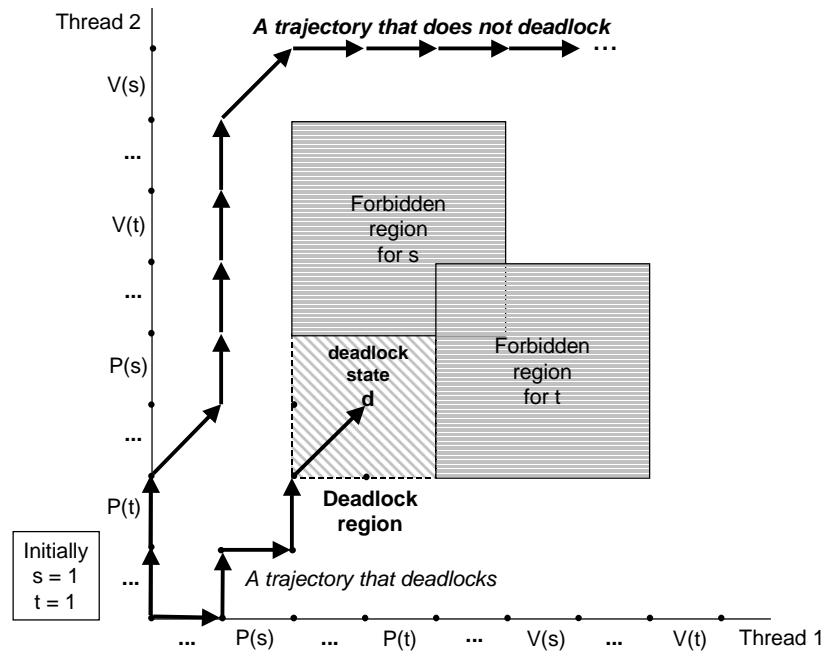 Thread 2
A trajectory that does not deadlock
...
V(s)
...
V(t)
...
P(s)
...
P(t)
...
Forbidden
region
for s
Forbidden
region
for t
deadlock
state
d
Deadlock
region
Initially
s = 1
t = 1
A trajectory that deadlocks
... P(s) ... P(t) ... V(s) ... V(t) Thread 1